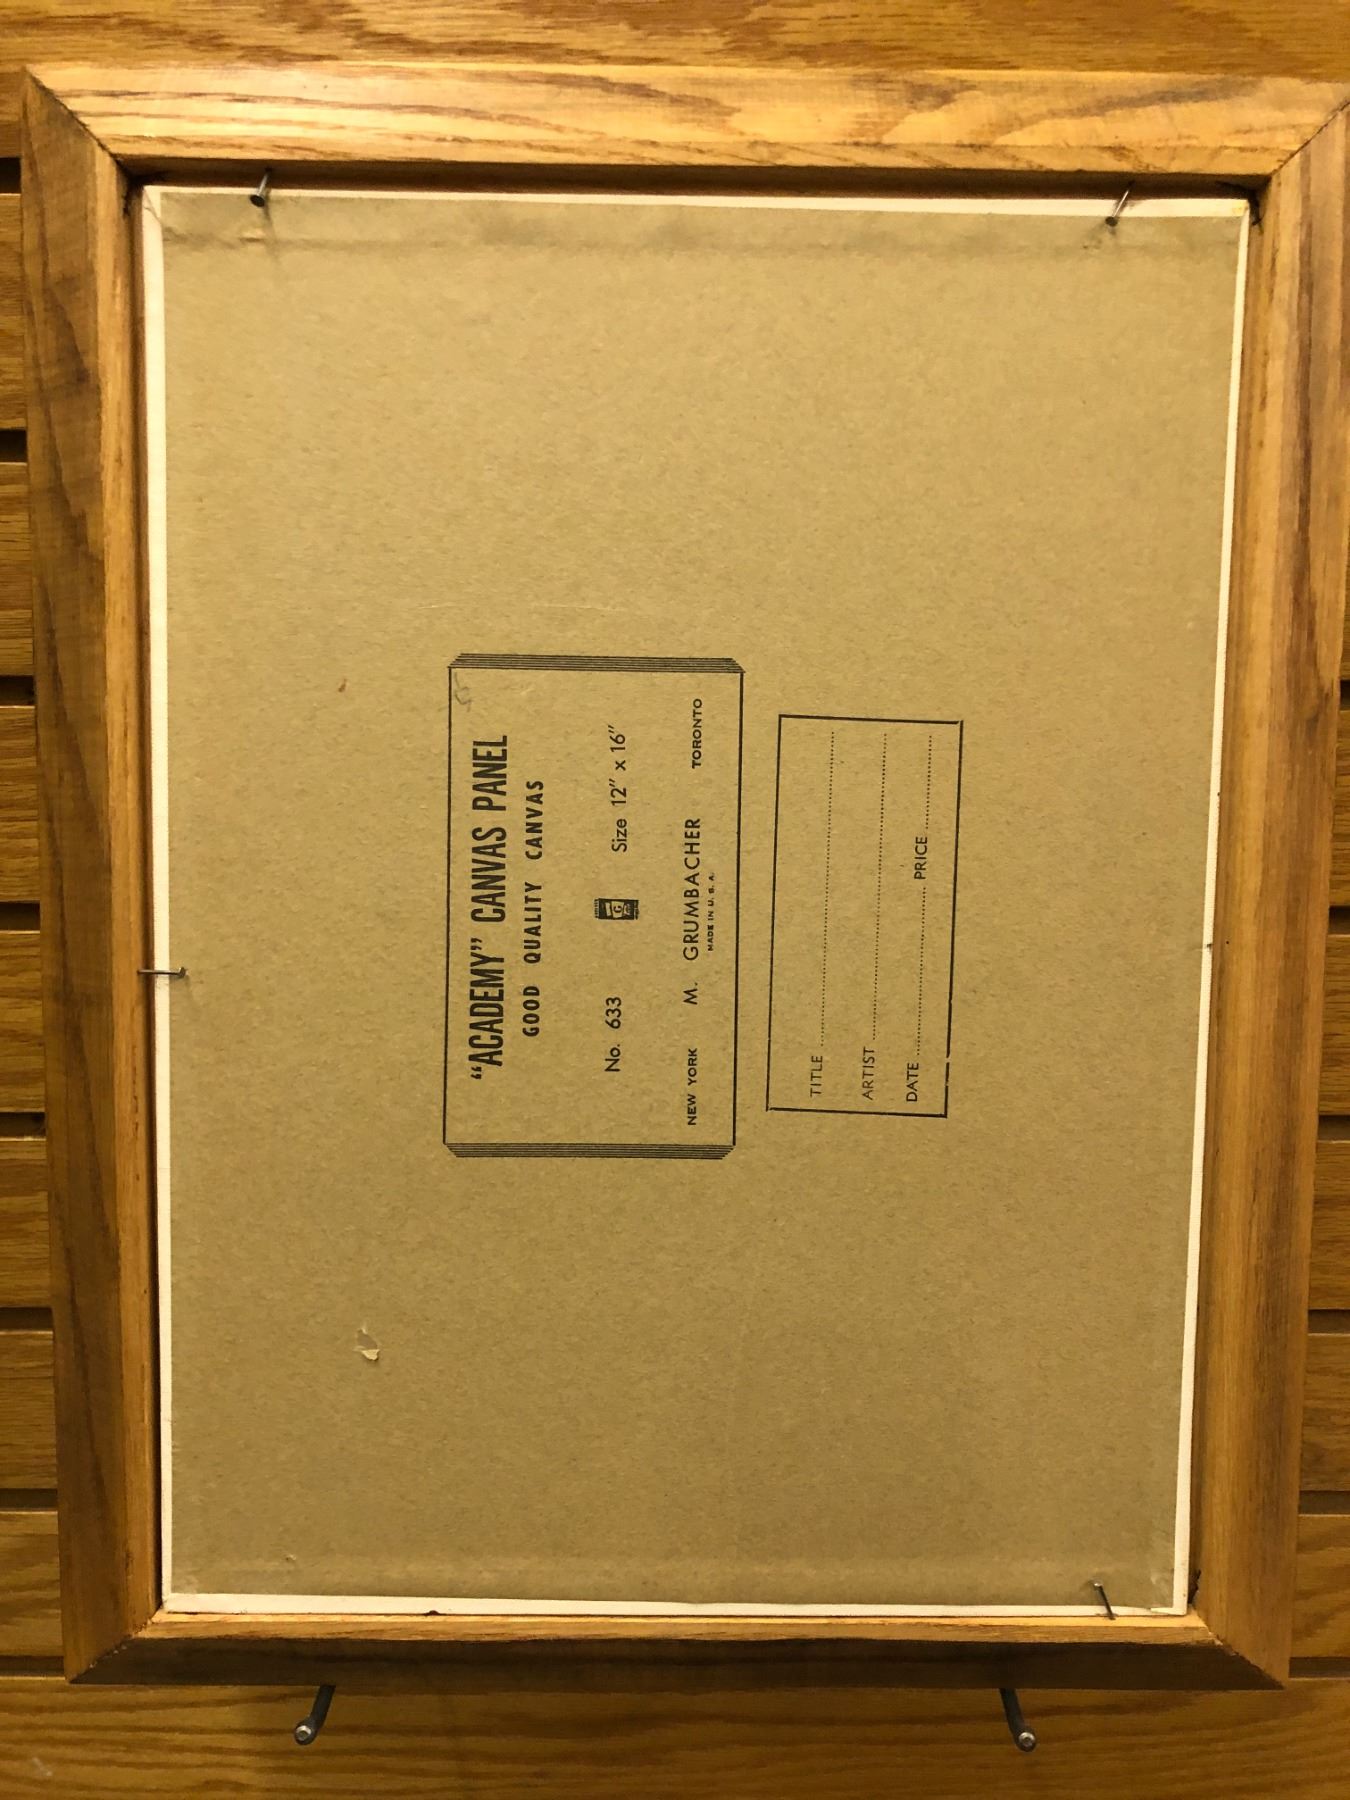 “ACADEMY” CANVAS PANEL
GOOD QUALITY CANVAS
No. 633 G Size 12” x 16”
NEW YORK M. GRUMBACHER TORONTO
MADE IN U. S. A.
TITLE
ARTIST
DATE PRICE